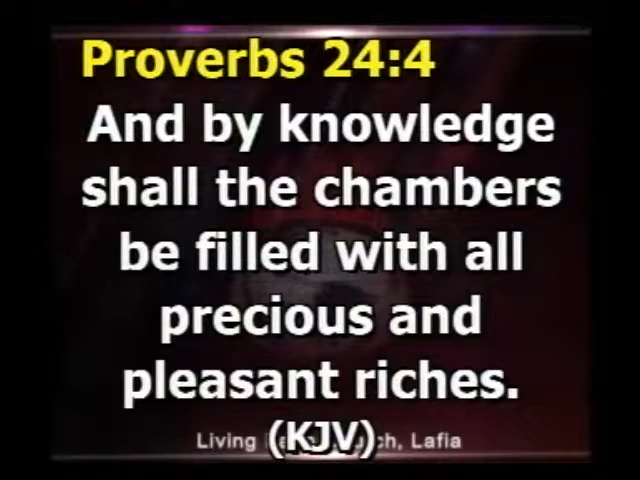 Proverbs 24:4
And by knowledge
shall the chambers
be filled with all
precious and
pleasant riches.
(KJV)
Living Lafia